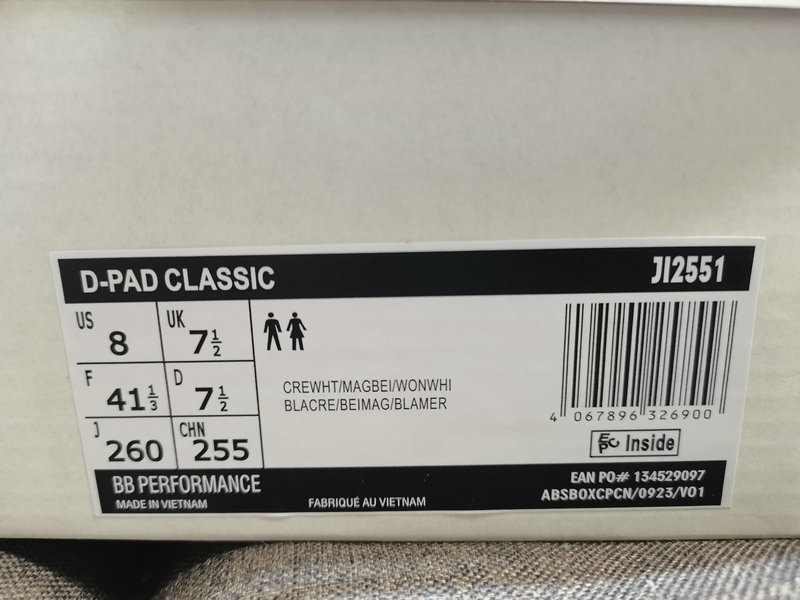 D-PAD CLASSIC JI2551
US 8 UK 7½
F 41⅓ D 7½
J 260 CHN 255
CREWHT/MAGBEI/WONWHI
BLACRE/BEIMAG/BLAMER
4 067896 326900
EPC Inside
BB PERFORMANCE
MADE IN VIETNAM
FABRIQUÉ AU VIETNAM
EAN PO# 134529097
ABSBOXCPCN/0923/V01